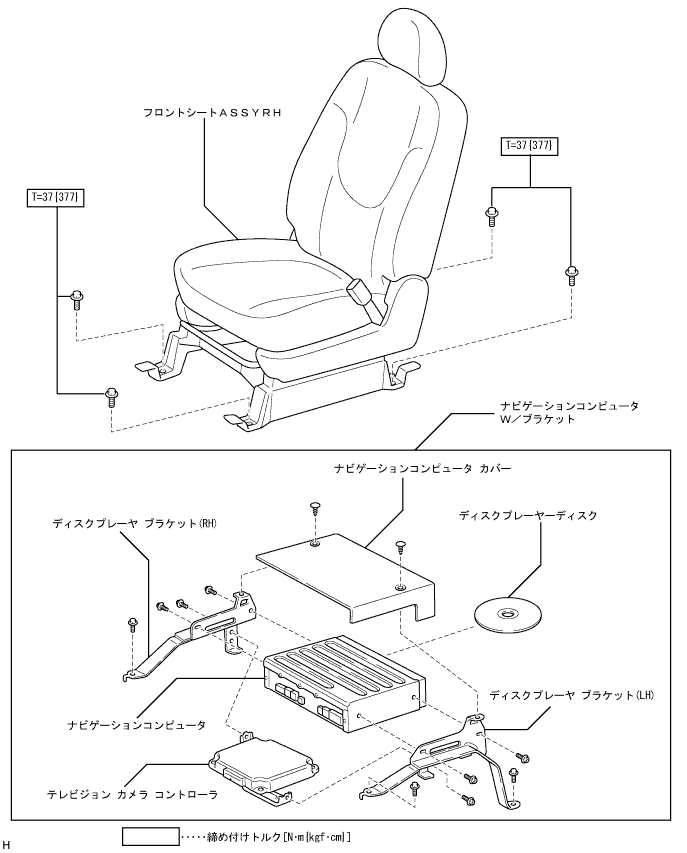 フロントシートＡＳＳＹＲＨ
T=37{377}
T=37{377}
ナビゲーションコンピュータ
Ｗ／ブラケット
ナビゲーションコンピュータ カバー
ディスクプレーヤ ブラケット(RH)
ディスクプレーヤーディスク
ディスクプレーヤ ブラケット(LH)
ナビゲーションコンピュータ
テレビジョン カメラ コントローラ
‥‥‥締め付けトルク[N・m{kgf・cm}]
H